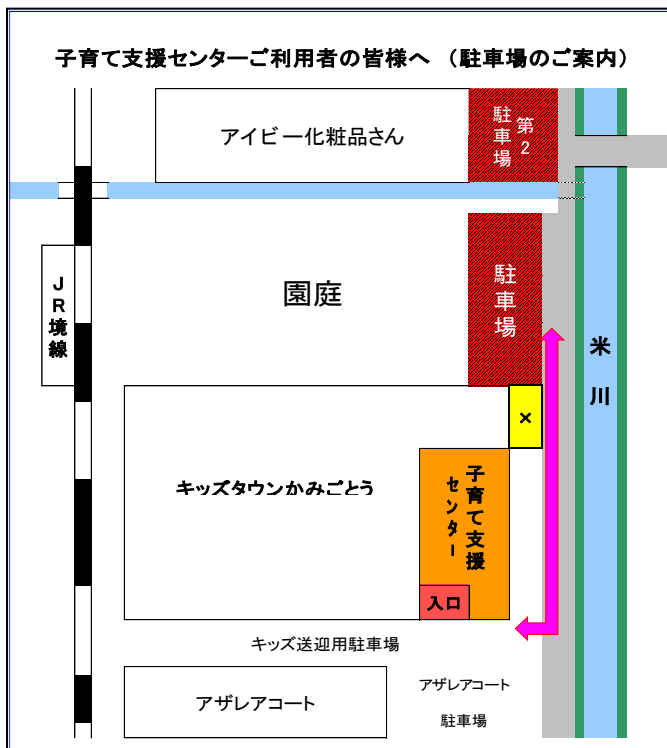 子育て支援センターご利用者の皆様へ （駐車場のご案内）
アイビー化粧品さん
第2
駐車場
JR境線
園庭
駐車場
米川
×
キッズタウンかみごとう
子育て支援
センター
入口
キッズ送迎用駐車場
アザレアコート
アザレアコート
駐車場